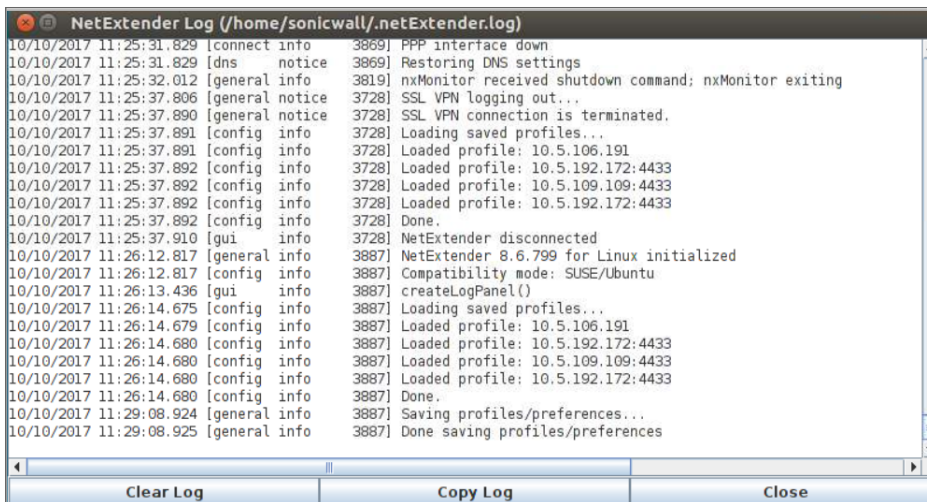 NetExtender Log (/home/sonicwall/.netExtender.log)
10/10/2017 11:25:31.829 [connect info 3869] PPP interface down
10/10/2017 11:25:31.829 [dns notice 3869] Restoring DNS settings
10/10/2017 11:25:32.012 [general info 3819] nxMonitor received shutdown command; nxMonitor exiting
10/10/2017 11:25:37.806 [general notice 3728] SSL VPN logging out...
10/10/2017 11:25:37.890 [general notice 3728] SSL VPN connection is terminated.
10/10/2017 11:25:37.891 [config info 3728] Loading saved profiles...
10/10/2017 11:25:37.891 [config info 3728] Loaded profile: 10.5.106.191
10/10/2017 11:25:37.892 [config info 3728] Loaded profile: 10.5.192.172:4433
10/10/2017 11:25:37.892 [config info 3728] Loaded profile: 10.5.109.109:4433
10/10/2017 11:25:37.892 [config info 3728] Loaded profile: 10.5.192.172:4433
10/10/2017 11:25:37.892 [config info 3728] Done.
10/10/2017 11:25:37.910 [gui info 3728] NetExtender disconnected
10/10/2017 11:26:12.817 [general info 3887] NetExtender 8.6.799 for Linux initialized
10/10/2017 11:26:12.817 [config info 3887] Compatibility mode: SUSE/Ubuntu
10/10/2017 11:26:13.436 [gui info 3887] createLogPanel()
10/10/2017 11:26:14.675 [config info 3887] Loading saved profiles...
10/10/2017 11:26:14.679 [config info 3887] Loaded profile: 10.5.106.191
10/10/2017 11:26:14.680 [config info 3887] Loaded profile: 10.5.192.172:4433
10/10/2017 11:26:14.680 [config info 3887] Loaded profile: 10.5.109.109:4433
10/10/2017 11:26:14.680 [config info 3887] Loaded profile: 10.5.192.172:4433
10/10/2017 11:26:14.680 [config info 3887] Done.
10/10/2017 11:29:08.924 [general info 3887] Saving profiles/preferences...
10/10/2017 11:29:08.925 [general info 3887] Done saving profiles/preferences
Clear Log Copy Log Close